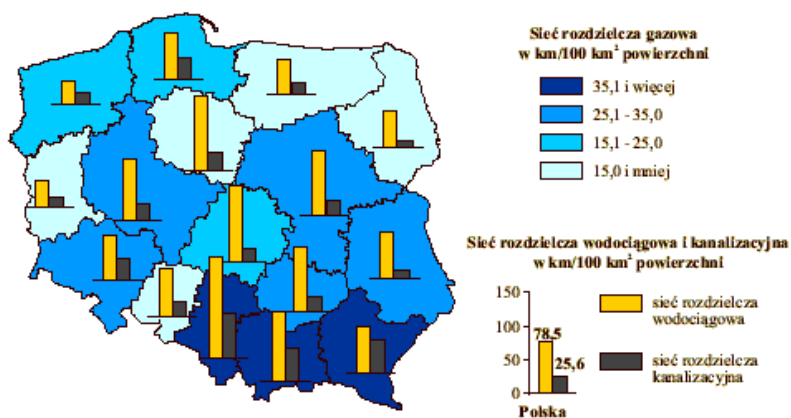 Sieć rozdzielcza gazowa
w km/100 km² powierzchni
35,1 i więcej
25,1 - 35,0
15,1 - 25,0
15,0 i mniej
Sieć rozdzielcza wodociągowa i kanalizacyjna
w km/100 km² powierzchni
150
100
50
0
78,5
25,6
Polska
sieć rozdzielcza
wodociągowa
sieć rozdzielcza
kanalizacyjna